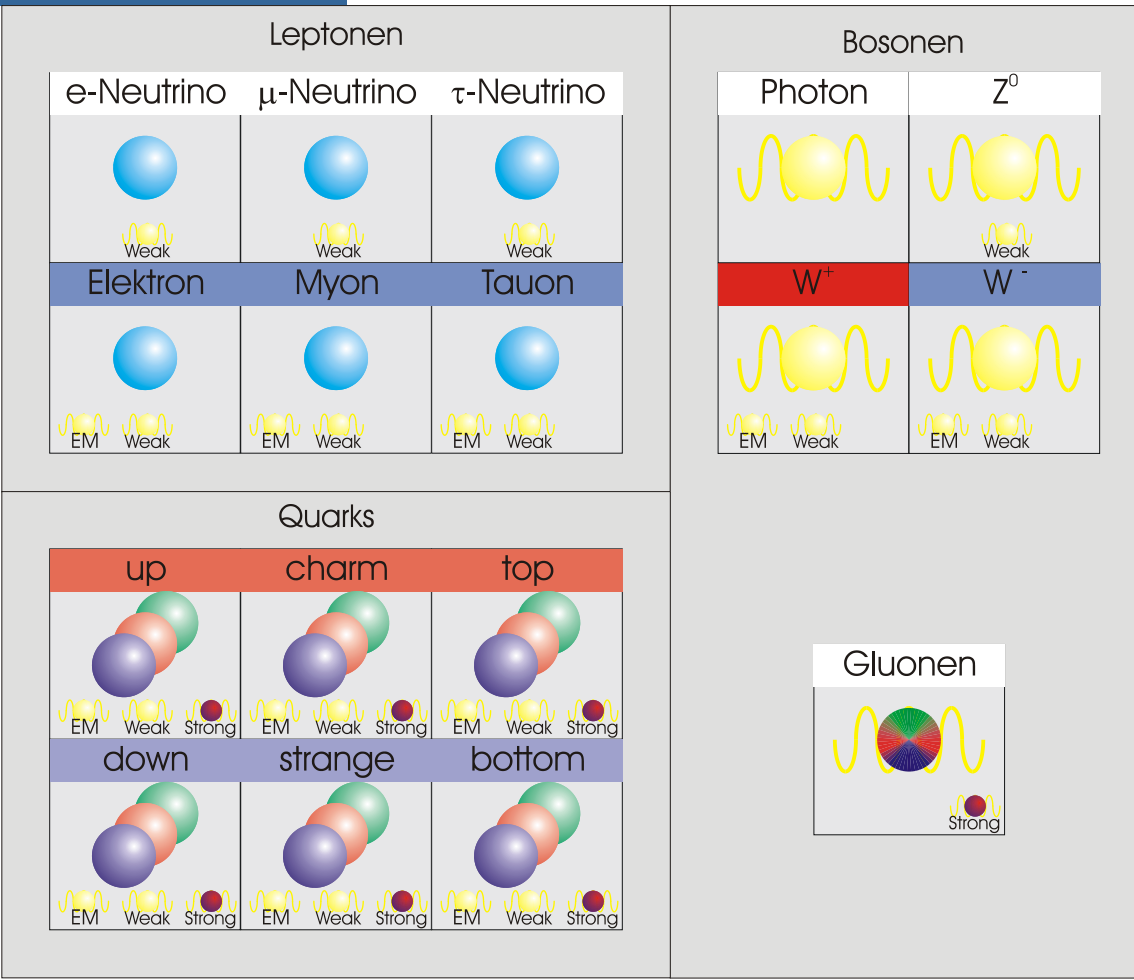 Leptonen
e-Neutrino μ-Neutrino τ-Neutrino
Weak Weak Weak
Elektron Myon Tauon
EM Weak EM Weak EM Weak
Quarks
up charm top
EM Weak Strong EM Weak Strong EM Weak Strong
down strange bottom
EM Weak Strong EM Weak Strong EM Weak Strong
Bosonen
Photon Z⁰
Weak
W⁺ W⁻
EM Weak EM Weak
Gluonen
Strong